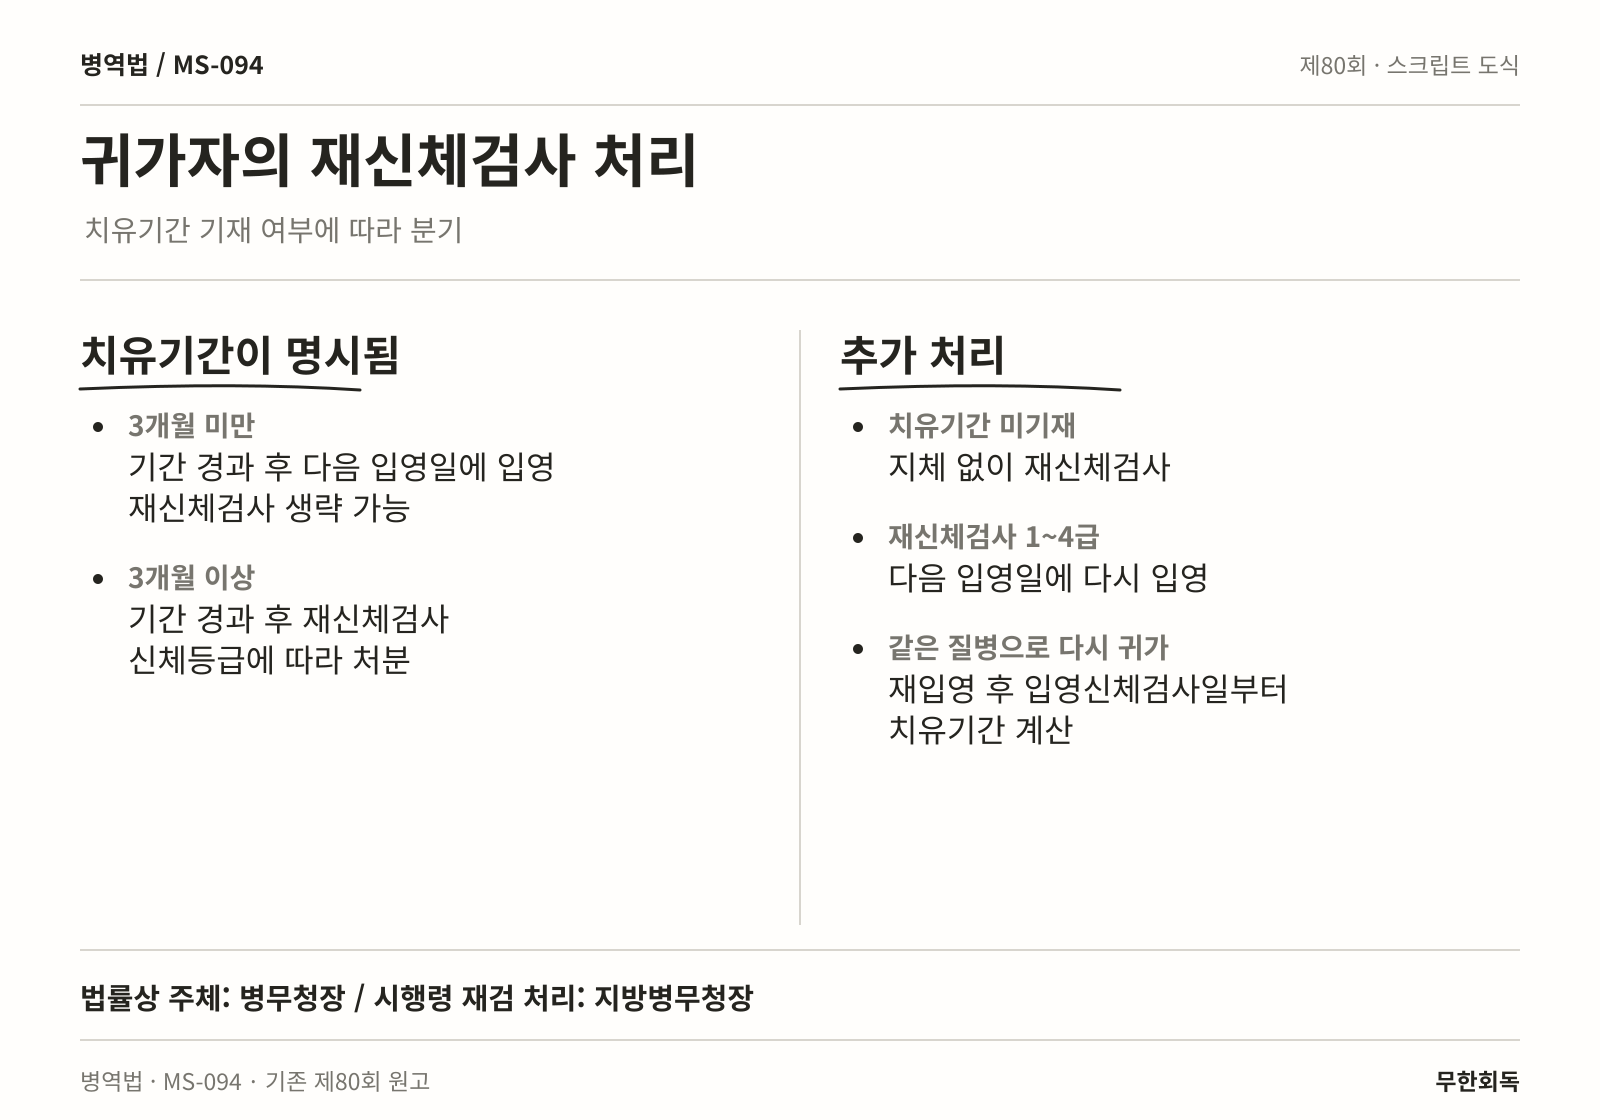 병역법 / MS-094
제80회 · 스크립트 도식
귀가자의 재신체검사 처리
치유기간 기재 여부에 따라 분기
치유기간이 명시됨
• 3개월 미만
기간 경과 후 다음 입영일에 입영
재신체검사 생략 가능
• 3개월 이상
기간 경과 후 재신체검사
신체등급에 따라 처분
추가 처리
• 치유기간 미기재
지체 없이 재신체검사
• 재신체검사 1~4급
다음 입영일에 다시 입영
• 같은 질병으로 다시 귀가
재입영 후 입영신체검사일부터
치유기간 계산
법률상 주체: 병무청장 / 시행령 재검 처리: 지방병무청장
병역법 · MS-094 · 기존 제80회 원고
무한회독